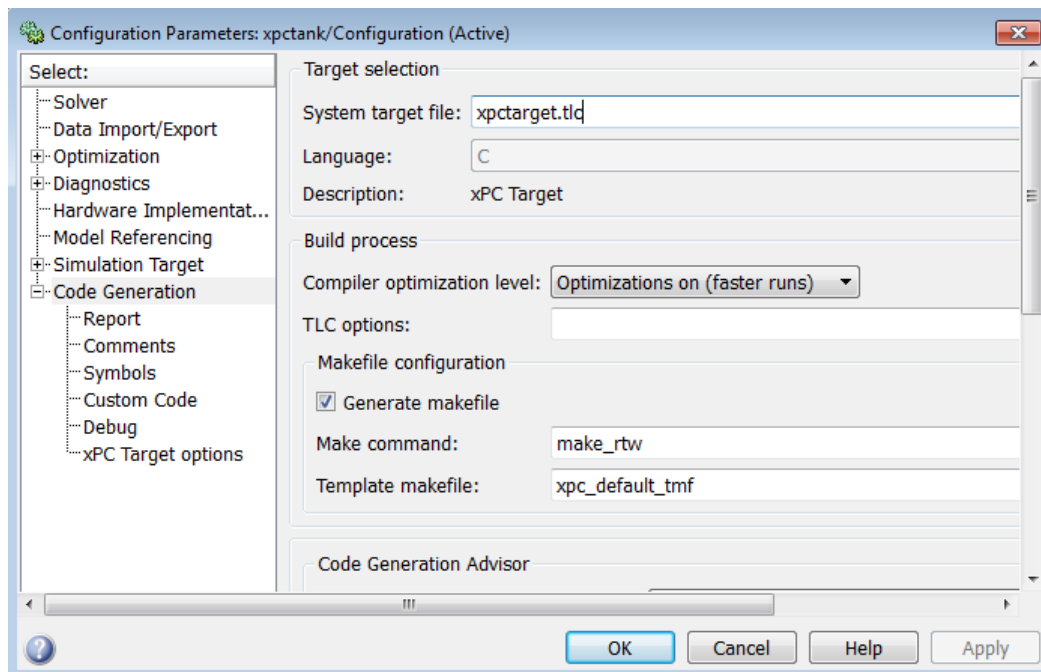 Configuration Parameters: xpctank/Configuration (Active)
Select:
Solver
Data Import/Export
Optimization
Diagnostics
Hardware Implementat...
Model Referencing
Simulation Target
Code Generation
Report
Comments
Symbols
Custom Code
Debug
xPC Target options
Target selection
System target file: xpctarget.tlc
Language: C
Description: xPC Target
Build process
Compiler optimization level: Optimizations on (faster runs)
TLC options:
Makefile configuration
Generate makefile
Make command: make_rtw
Template makefile: xpc_default_tmf
Code Generation Advisor
OK Cancel Help Apply